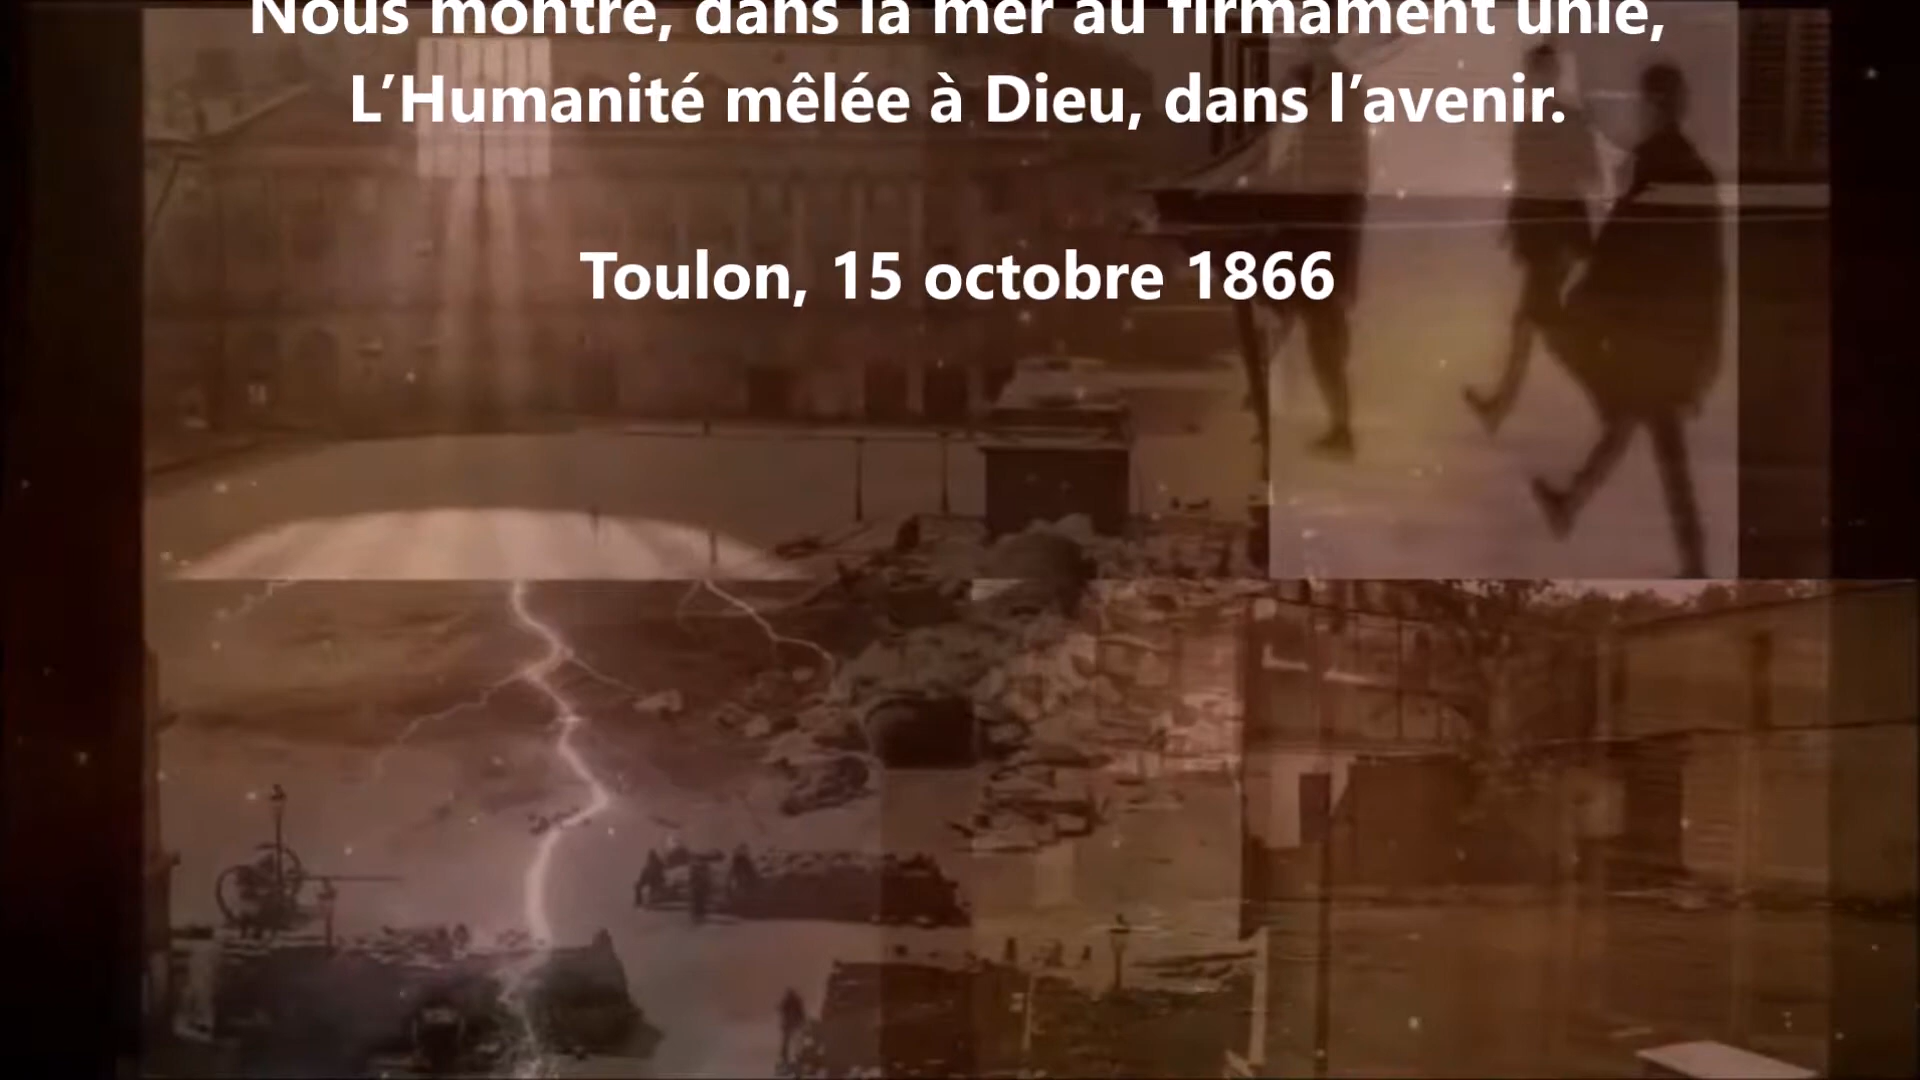 Nous montre, dans la mer au firmament unie,
L’Humanité mêlée à Dieu, dans l’avenir.
Toulon, 15 octobre 1866